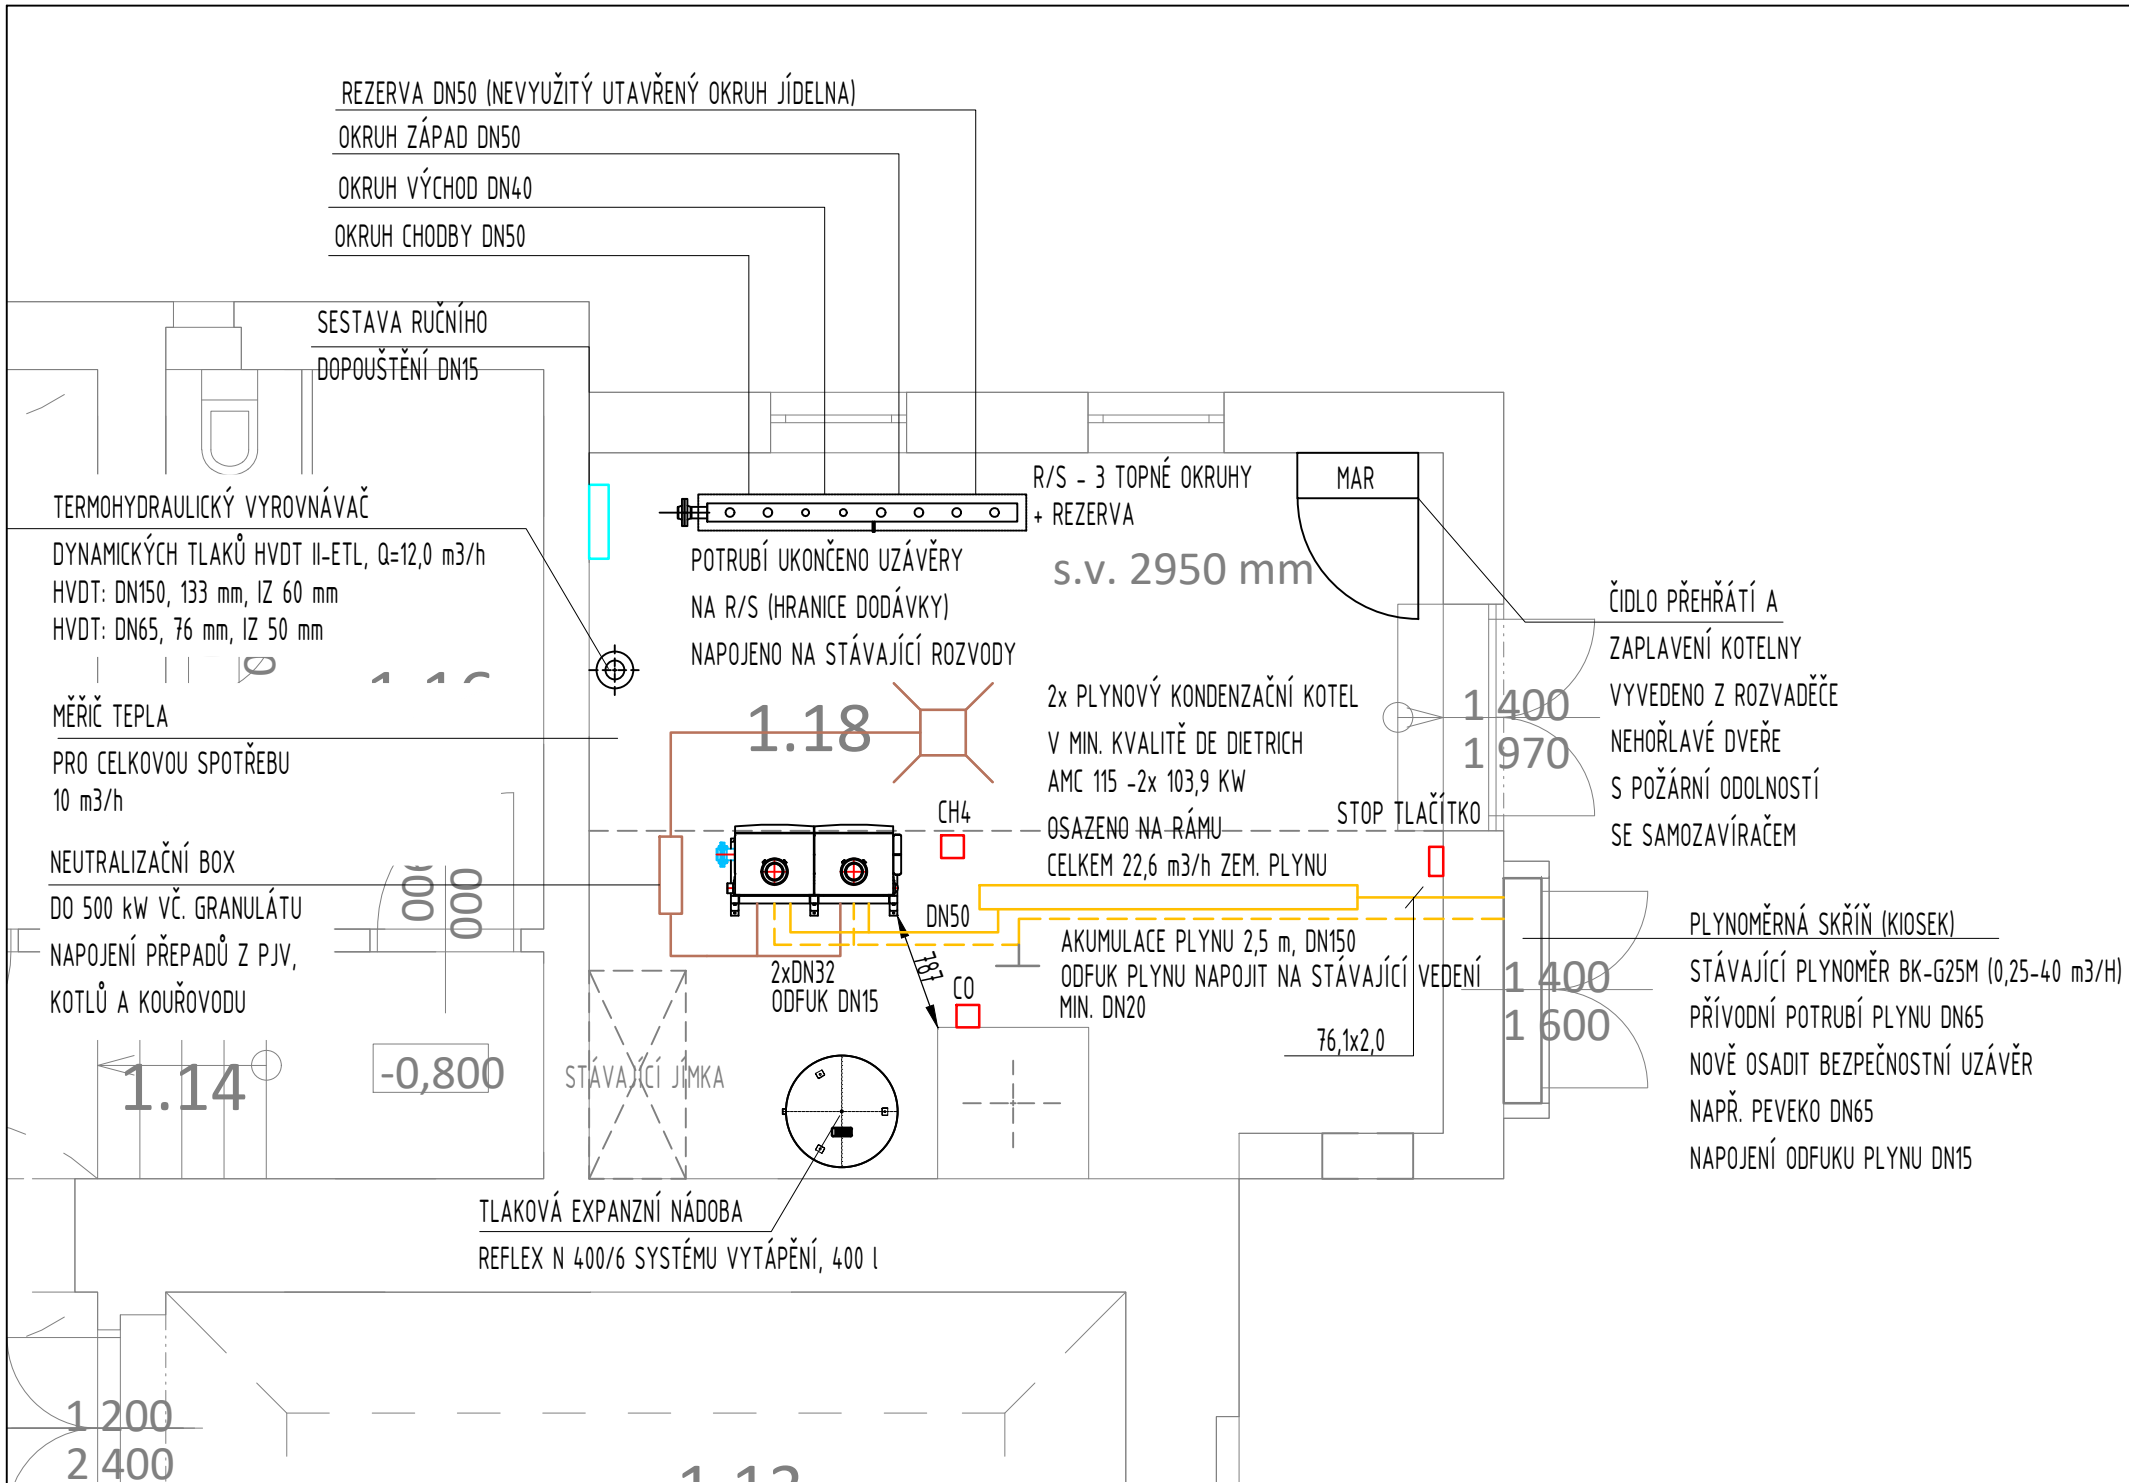 REZERVA DN50 (NEVYUŽITÝ UTAVŘENÝ OKRUH JÍDELNA)
OKRUH ZÁPAD DN50
OKRUH VÝCHOD DN40
OKRUH CHODBY DN50
SESTAVA RUČNÍHO
DOPOUŠTĚNÍ DN15
TERMOHYDRAULICKÝ VYROVNÁVAČ
DYNAMICKÝCH TLAKŮ HVDT II-ETL, Q=12,0 m3/h
HVDT: DN150, 133 mm, IZ 60 mm
HVDT: DN65, 76 mm, IZ 50 mm
MĚŘIČ TEPLA
PRO CELKOVOU SPOTŘEBU
10 m3/h
NEUTRALIZAČNÍ BOX
DO 500 kW VČ. GRANULÁTU
NAPOJENÍ PŘEPADŮ Z PJV,
KOTLŮ A KOUŘOVODU
000
1.14
-0,800
STÁVAJÍCÍ JÍMKA
R/S - 3 TOPNÉ OKRUHY
+ REZERVA
MAR
s.v. 2950 mm
POTRUBÍ UKONČENO UZÁVĚRY
NA R/S (HRANICE DODÁVKY)
NAPOJENO NA STÁVAJÍCÍ ROZVODY
1.18
2x PLYNOVÝ KONDENZAČNÍ KOTEL
V MIN. KVALITĚ DE DIETRICH
AMC 115 -2x 103,9 KW
OSAZENO NA RÁMU
CELKEM 22,6 m3/h ZEM. PLYNU
CH4
STOP TLAČÍTKO
DN50
787
2xDN32
ODFUK DN15
CO
AKUMULACE PLYNU 2,5 m, DN150
ODFUK PLYNU NAPOJIT NA STÁVAJÍCÍ VEDENÍ
MIN. DN20
76,1x2,0
1 400
1 970
1 400
1 600
ČIDLO PŘEHŘÁTÍ A
ZAPLAVENÍ KOTELNY
VYVEDENO Z ROZVADĚČE
NEHOŘLAVÉ DVEŘE
S POŽÁRNÍ ODOLNOSTÍ
SE SAMOZAVÍRAČEM
PLYNOMĚRNÁ SKŘÍŇ (KIOSEK)
STÁVAJÍCÍ PLYNOMĚR BK-G25M (0,25-40 m3/H)
PŘÍVODNÍ POTRUBÍ PLYNU DN65
NOVĚ OSADIT BEZPEČNOSTNÍ UZÁVĚR
NAPŘ. PEVEKO DN65
NAPOJENÍ ODFUKU PLYNU DN15
TLAKOVÁ EXPANZNÍ NÁDOBA
REFLEX N 400/6 SYSTÉMU VYTÁPĚNÍ, 400 l
1 200
2 400